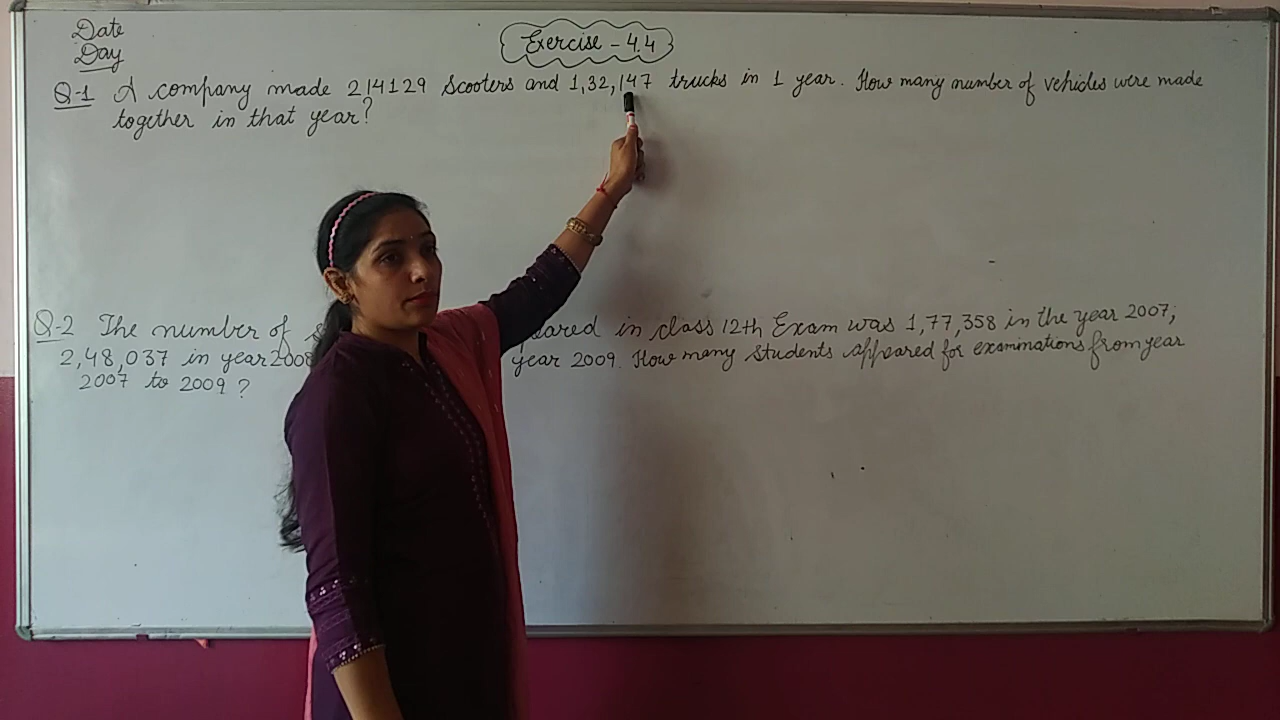 Date
Day
Exercise - 4.4
Q-1 A company made 214129 Scooters and 1,32,147 trucks in 1 year. How many number of vehicles were made
together in that year?
Q-2 The number of in class 12th Exam was 1,77,358 in the year 2007,
2,48,037 in year 2008 year 2009. How many students appeared for examinations from year
2007 to 2009 ?